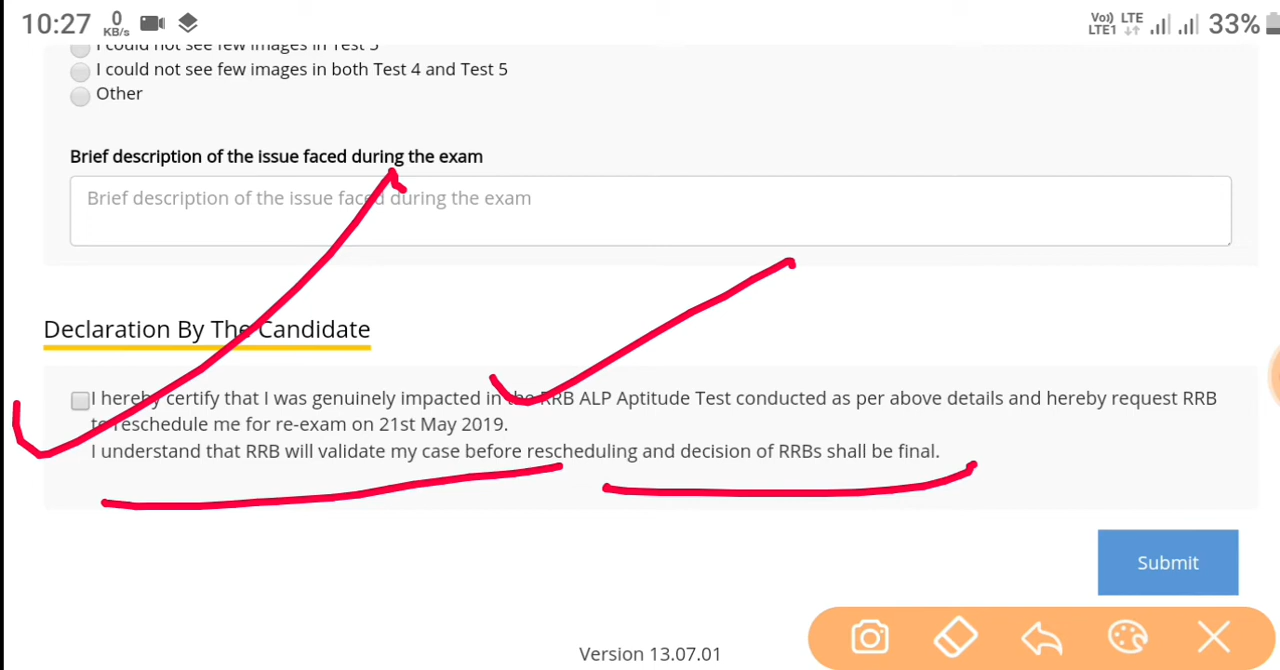 10:27 0 KB/s Vo) LTE LTE1 33%
I could not see few images in Test 5
I could not see few images in both Test 4 and Test 5
Other
Brief description of the issue faced during the exam
Brief description of the issue faced during the exam
Declaration By The Candidate
I hereby certify that I was genuinely impacted in the RRB ALP Aptitude Test conducted as per above details and hereby request RRB
to reschedule me for re-exam on 21st May 2019.
I understand that RRB will validate my case before rescheduling and decision of RRBs shall be final.
Submit
Version 13.07.01